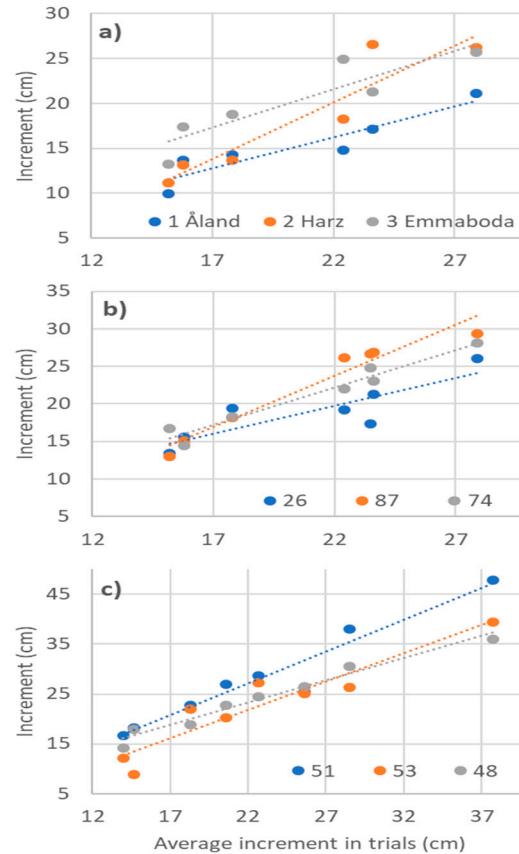 a)
Increment (cm)
30
25
20
15
10
5
1 Åland 2 Harz 3 Emmaboda
12 17 22 27
b)
Increment (cm)
35
30
25
20
15
10
5
26 87 74
12 17 22 27
c)
Increment (cm)
45
35
25
15
5
51 53 48
12 17 22 27 32 37
Average increment in trials (cm)